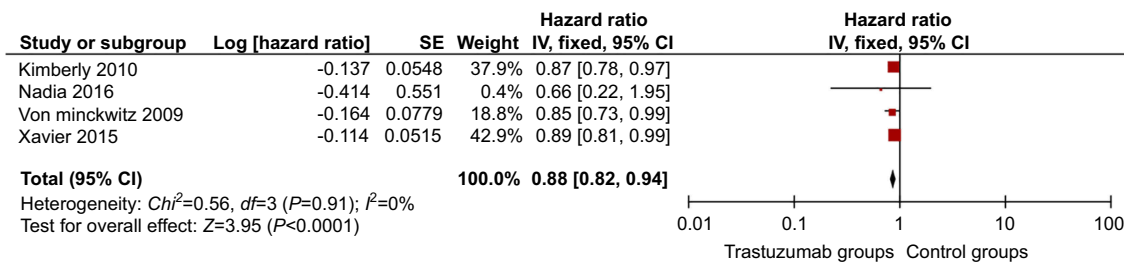 Hazard ratio Hazard ratio
Study or subgroup Log [hazard ratio] SE Weight IV, fixed, 95% CI IV, fixed, 95% CI
Kimberly 2010 -0.137 0.0548 37.9% 0.87 [0.78, 0.97]
Nadia 2016 -0.414 0.551 0.4% 0.66 [0.22, 1.95]
Von minckwitz 2009 -0.164 0.0779 18.8% 0.85 [0.73, 0.99]
Xavier 2015 -0.114 0.0515 42.9% 0.89 [0.81, 0.99]
Total (95% CI) 100.0% 0.88 [0.82, 0.94]
Heterogeneity: Chi²=0.56, df=3 (P=0.91); I²=0%
Test for overall effect: Z=3.95 (P<0.0001)
0.01 0.1 1 10 100
Trastuzumab groups Control groups